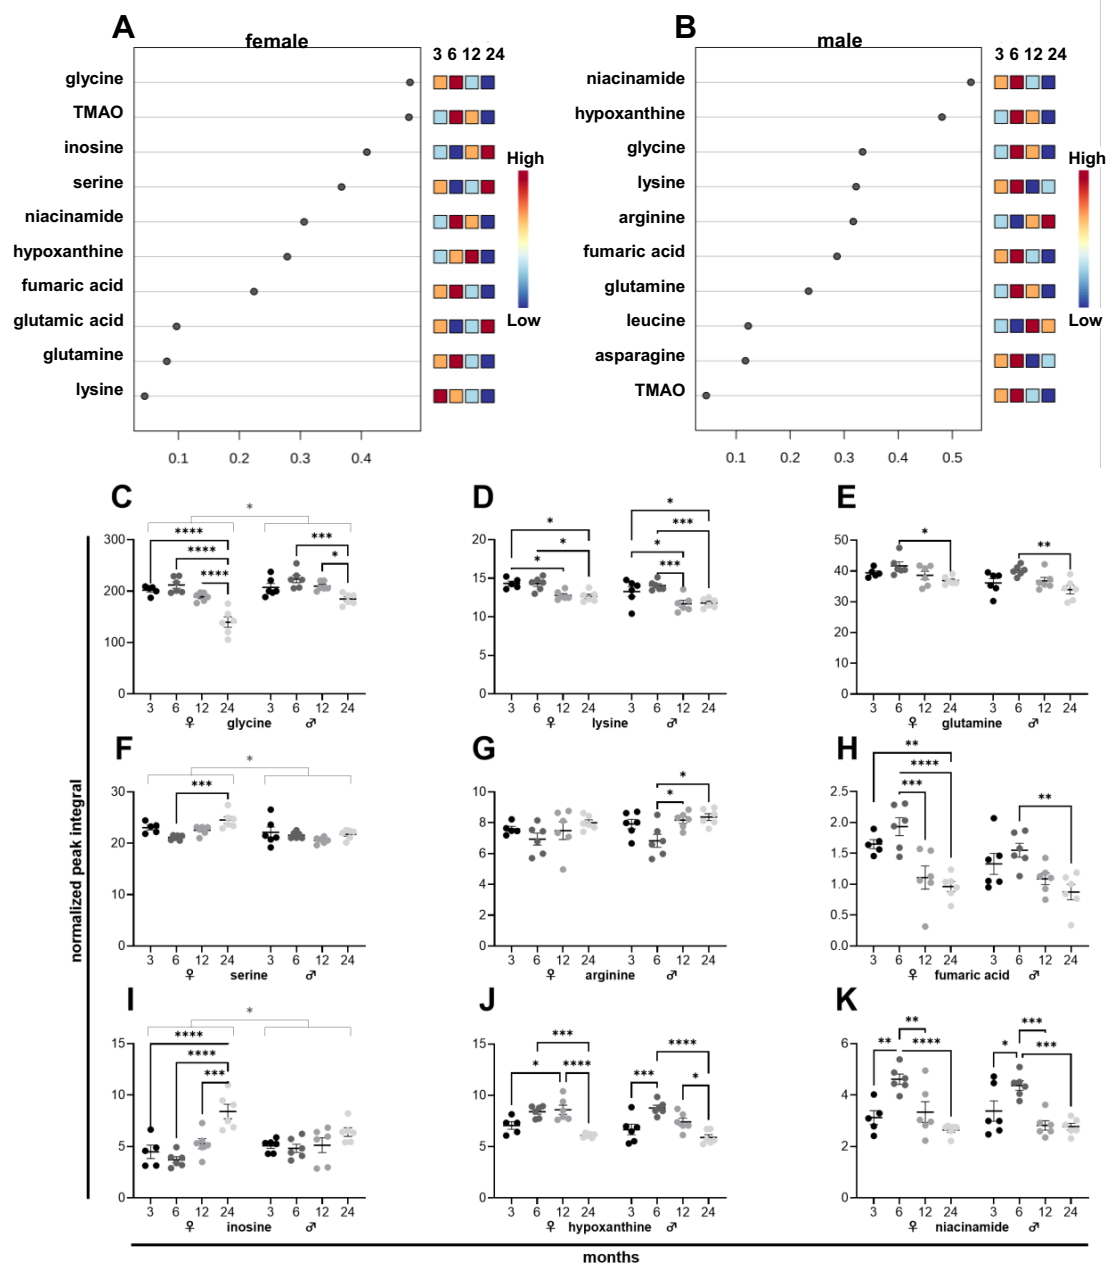 A
female
3 6 12 24
glycine
TMAO
inosine
serine
niacinamide
hypoxanthine
fumaric acid
glutamic acid
glutamine
lysine
High
Low
0.1 0.2 0.3 0.4
B
male
3 6 12 24
niacinamide
hypoxanthine
glycine
lysine
arginine
fumaric acid
glutamine
leucine
asparagine
TMAO
High
Low
0.1 0.2 0.3 0.4 0.5
normalized peak integral
C
*
****
***
****
*
****
300
200
100
0
3 6 12 24 3 6 12 24
♀ glycine ♂
D
*
*
***
*
*
*
***
20
15
10
5
0
3 6 12 24 3 6 12 24
♀ lysine ♂
E
*
**
50
40
30
20
10
0
3 6 12 24 3 6 12 24
♀ glutamine ♂
F
*
***
30
20
10
0
3 6 12 24 3 6 12 24
♀ serine ♂
G
*
*
10
8
6
4
2
0
3 6 12 24 3 6 12 24
♀ arginine ♂
H
**
****
***
**
2.5
2.0
1.5
1.0
0.5
0.0
3 6 12 24 3 6 12 24
♀ fumaric acid ♂
I
*
****
****
***
15
10
5
0
3 6 12 24 3 6 12 24
♀ inosine ♂
J
***
****
*
****
***
*
15
10
5
0
3 6 12 24 3 6 12 24
♀ hypoxanthine ♂
K
**
***
**
****
*
***
6
4
2
0
3 6 12 24 3 6 12 24
♀ niacinamide ♂
months